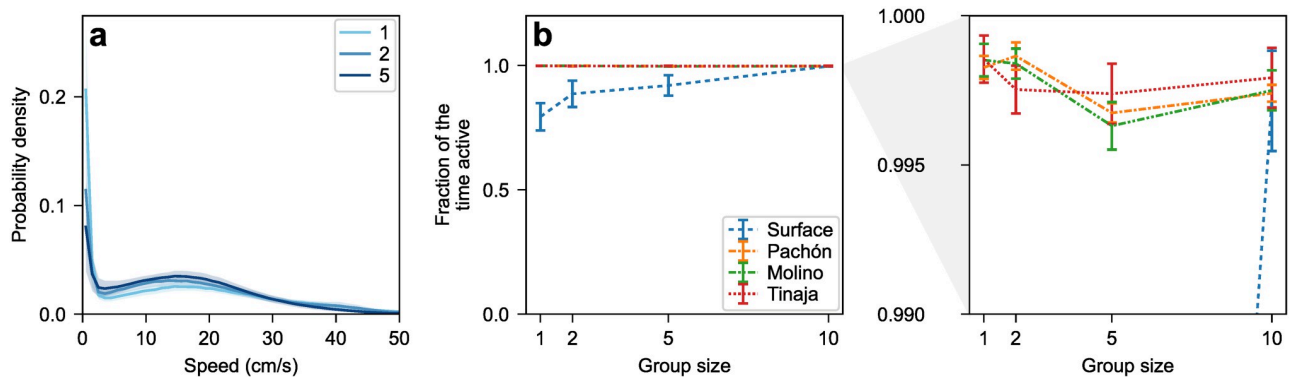 a
1
2
5
Probability density
0.2
0.1
0.0
0
10
20
30
40
50
Speed (cm/s)
b
Fraction of the
time active
1.0
0.5
0.0
Surface
Pachón
Molino
Tinaja
1
2
5
10
Group size
1.000
0.995
0.990
1
2
5
10
Group size